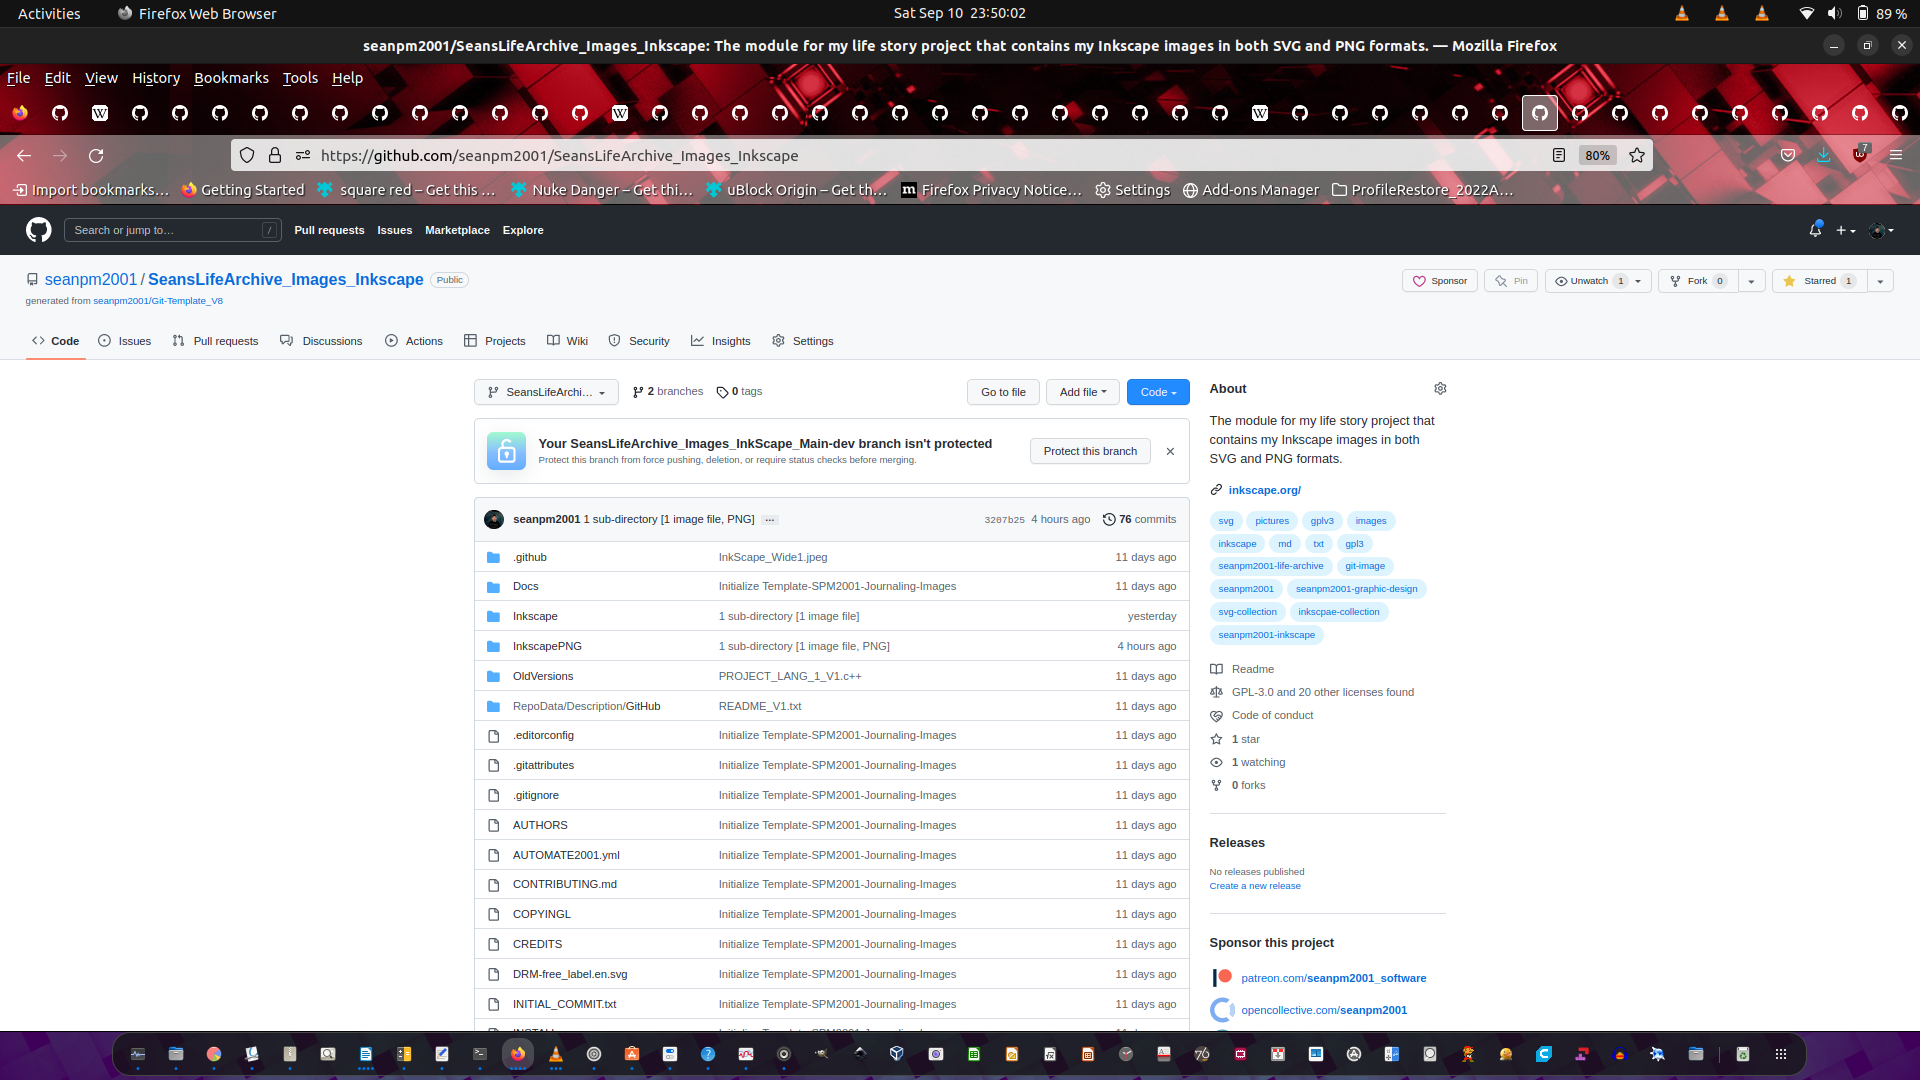 Activities
Firefox Web Browser
Sat Sep 10 23:50:02
89 %
seanpm2001/SeansLifeArchive_Images_Inkscape: The module for my life story project that contains my Inkscape images in both SVG and PNG formats. — Mozilla Firefox
File Edit View History Bookmarks Tools Help
https://github.com/seanpm2001/SeansLifeArchive_Images_Inkscape
80%
7
Import bookmarks… Getting Started square red – Get this … Nuke Danger – Get thi… uBlock Origin – Get th… Firefox Privacy Notice… Settings Add-ons Manager ProfileRestore_2022A…
Search or jump to… / Pull requests Issues Marketplace Explore
seanpm2001 / SeansLifeArchive_Images_Inkscape Public
Sponsor Pin Unwatch 1 Fork 0 Starred 1
generated from seanpm2001/Git-Template_V8
Code Issues Pull requests Discussions Actions Projects Wiki Security Insights Settings
SeansLifeArchi… 2 branches 0 tags Go to file Add file Code
Your SeansLifeArchive_Images_InkScape_Main-dev branch isn't protected
Protect this branch from force pushing, deletion, or require status checks before merging.
Protect this branch
seanpm2001 1 sub-directory [1 image file, PNG] … 3207b25 4 hours ago 76 commits
.github InkScape_Wide1.jpeg 11 days ago
Docs Initialize Template-SPM2001-Journaling-Images 11 days ago
Inkscape 1 sub-directory [1 image file] yesterday
InkscapePNG 1 sub-directory [1 image file, PNG] 4 hours ago
OldVersions PROJECT_LANG_1_V1.c++ 11 days ago
RepoData/Description/GitHub README_V1.txt 11 days ago
.editorconfig Initialize Template-SPM2001-Journaling-Images 11 days ago
.gitattributes Initialize Template-SPM2001-Journaling-Images 11 days ago
.gitignore Initialize Template-SPM2001-Journaling-Images 11 days ago
AUTHORS Initialize Template-SPM2001-Journaling-Images 11 days ago
AUTOMATE2001.yml Initialize Template-SPM2001-Journaling-Images 11 days ago
CONTRIBUTING.md Initialize Template-SPM2001-Journaling-Images 11 days ago
COPYINGL Initialize Template-SPM2001-Journaling-Images 11 days ago
CREDITS Initialize Template-SPM2001-Journaling-Images 11 days ago
DRM-free_label.en.svg Initialize Template-SPM2001-Journaling-Images 11 days ago
INITIAL_COMMIT.txt Initialize Template-SPM2001-Journaling-Images 11 days ago
About
The module for my life story project that
contains my Inkscape images in both
SVG and PNG formats.
inkscape.org/
svg pictures gplv3 images
inkscape md txt gpl3
seanpm2001-life-archive git-image
seanpm2001 seanpm2001-graphic-design
svg-collection inkscpae-collection
seanpm2001-inkscape
Readme
GPL-3.0 and 20 other licenses found
Code of conduct
1 star
1 watching
0 forks
Releases
No releases published
Create a new release
Sponsor this project
patreon.com/seanpm2001_software
opencollective.com/seanpm2001